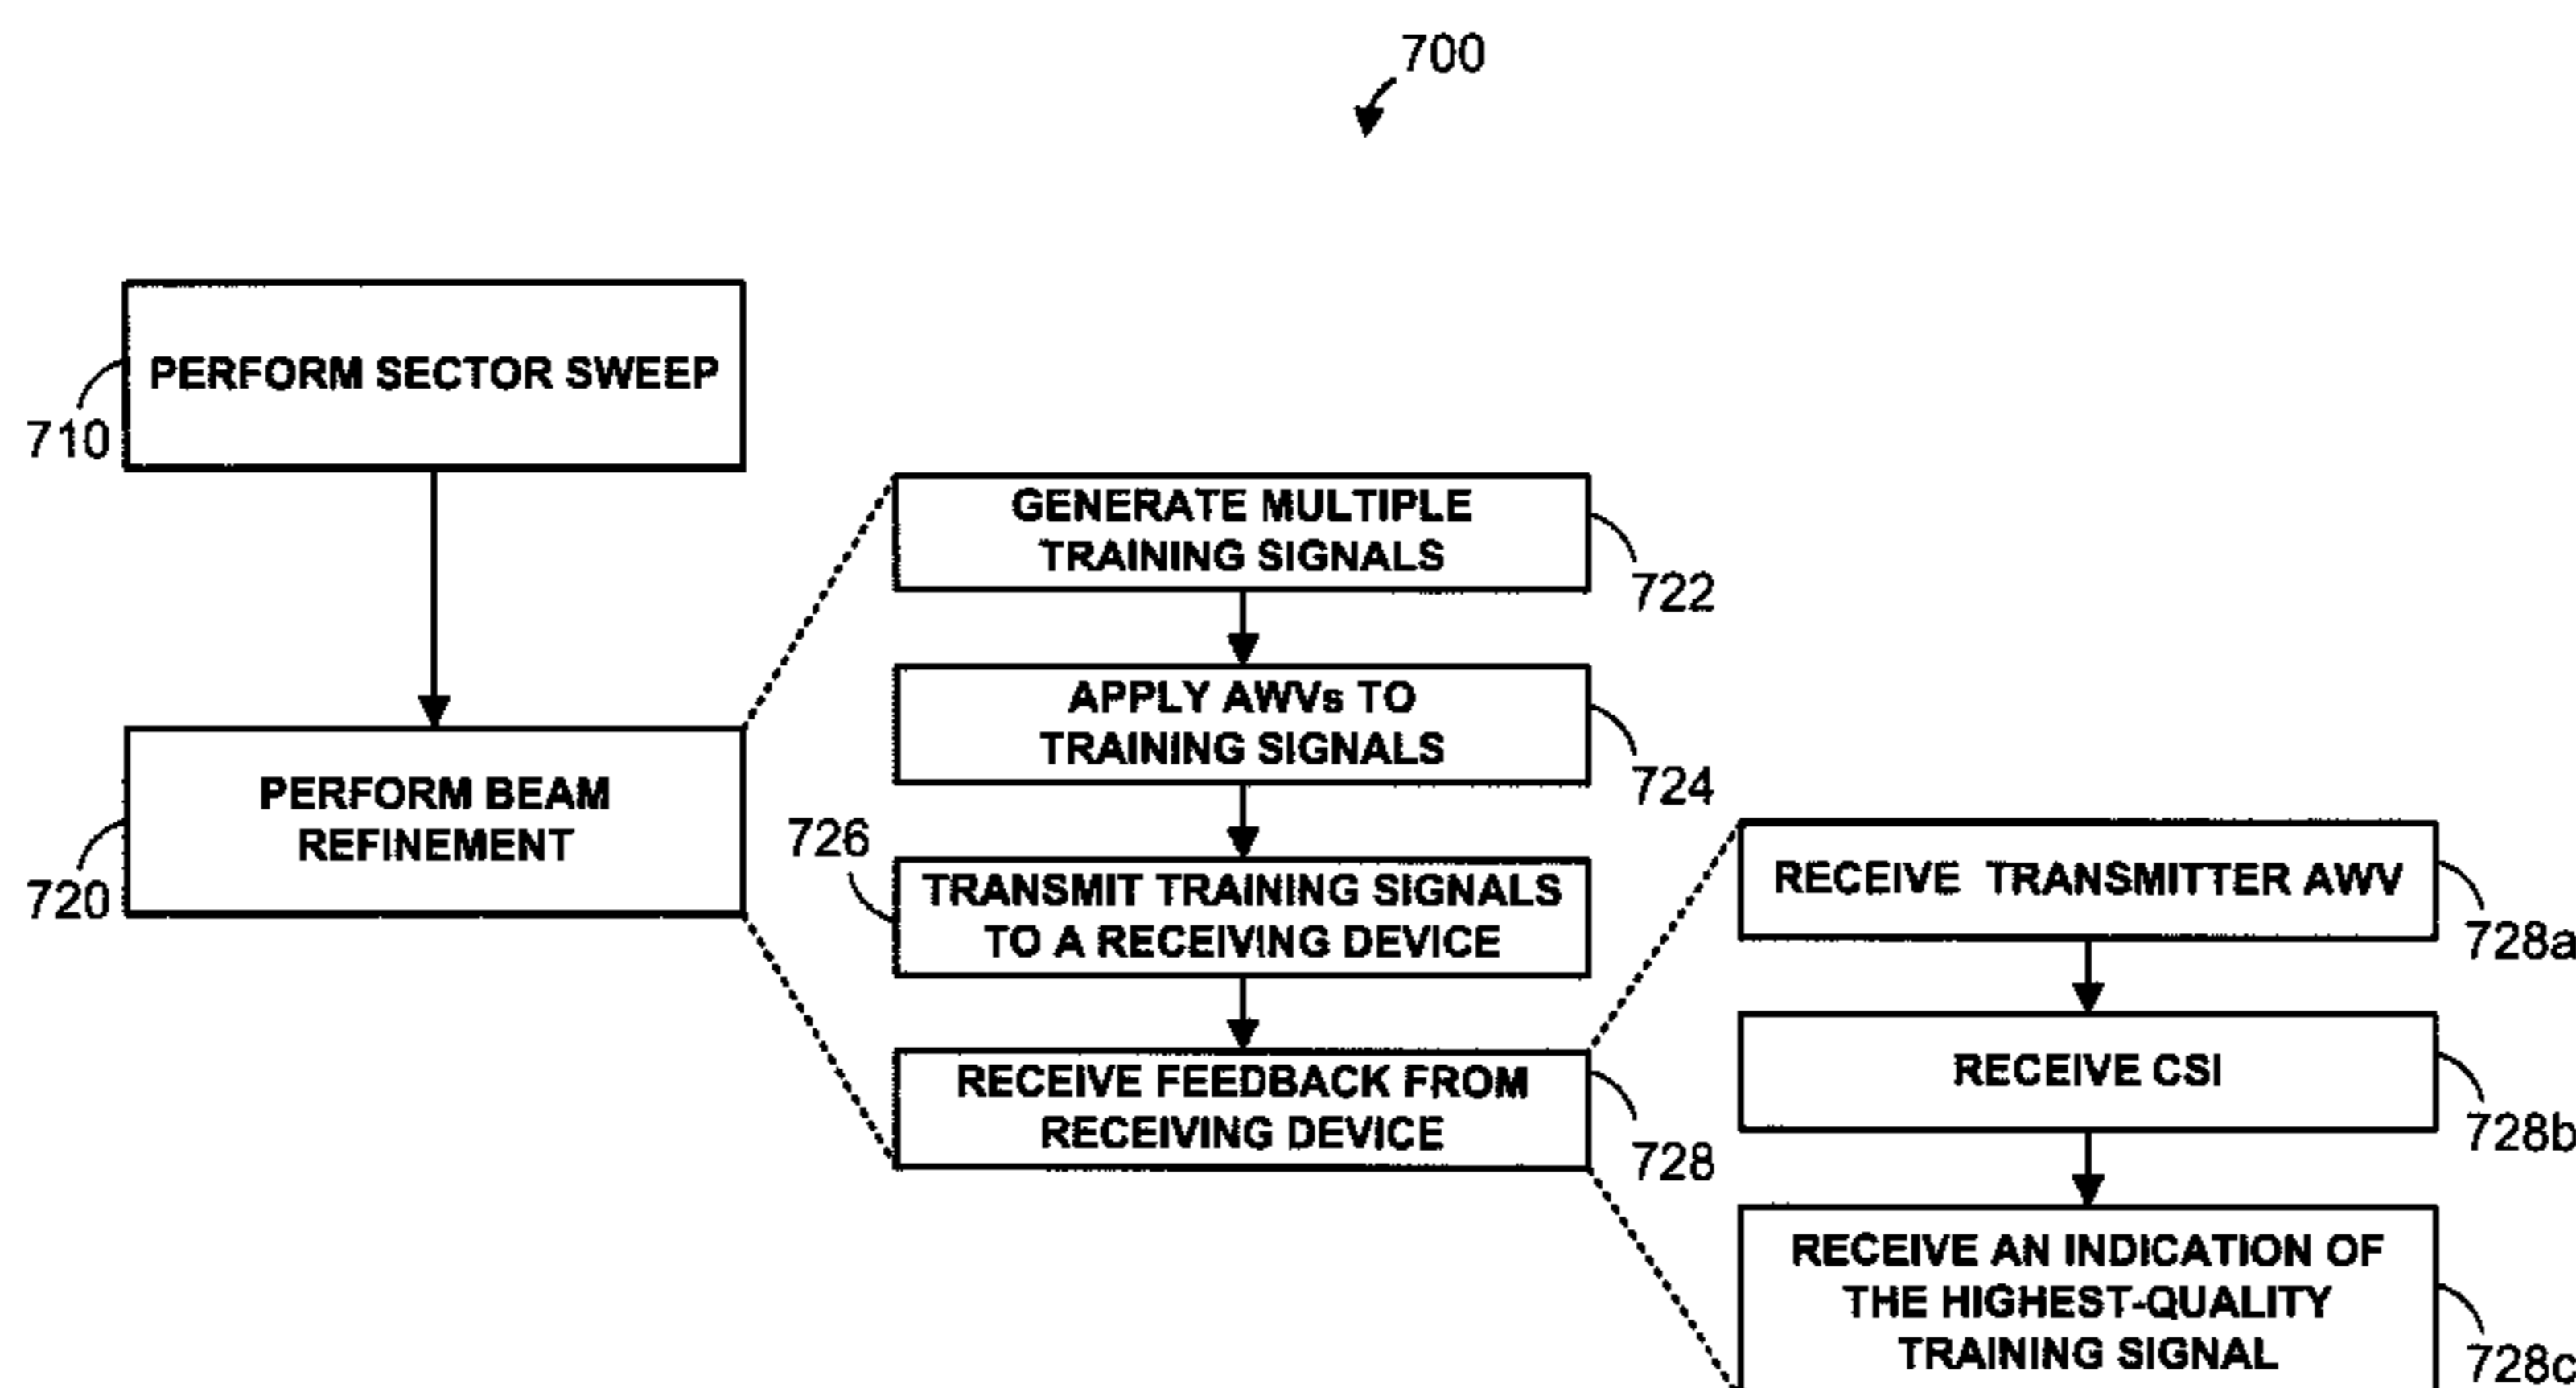 700
PERFORM SECTOR SWEEP
710
PERFORM BEAM
REFINEMENT
720
GENERATE MULTIPLE
TRAINING SIGNALS
722
APPLY AWVs TO
TRAINING SIGNALS
724
726
TRANSMIT TRAINING SIGNALS
TO A RECEIVING DEVICE
RECEIVE FEEDBACK FROM
RECEIVING DEVICE
728
RECEIVE TRANSMITTER AWV
728a
RECEIVE CSI
728b
RECEIVE AN INDICATION OF
THE HIGHEST-QUALITY
TRAINING SIGNAL
728c